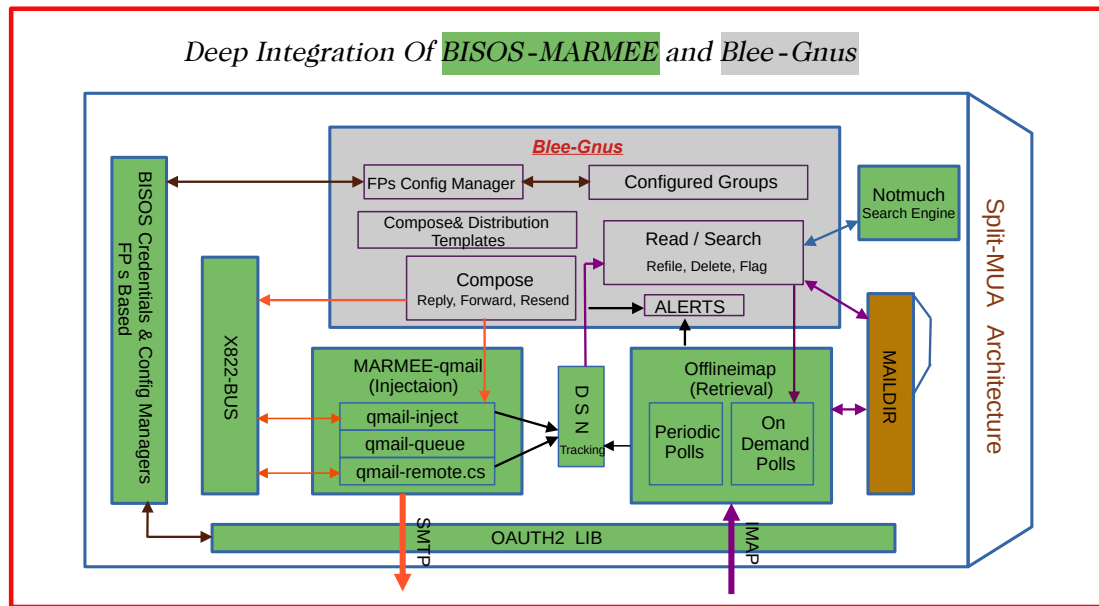 Deep Integration Of BISOS-MARMEE and Blee-Gnus
Blee-Gnus
FPs Config Manager
Configured Groups
Compose& Distribution
Templates
Read / Search
Refile, Delete, Flag
Compose
Reply, Forward, Resend
ALERTS
Notmuch
Search Engine
BISOS Credentials & Config Managers
FP s Based
X822-BUS
MARMEE-qmail
(Injectaion)
qmail-inject
qmail-queue
qmail-remote.cs
D S N
Tracking
Offlineimap
(Retrieval)
Periodic
Polls
On
Demand
Polls
MAILDIR
Split-MUA Architecture
OAUTH2 LIB
SMTP
IMAP